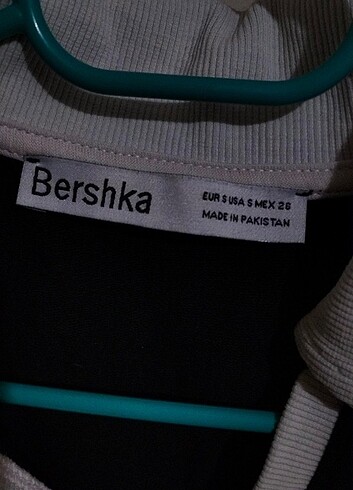 Bershka
EUR S USA S MEX 26
MADE IN PAKISTAN